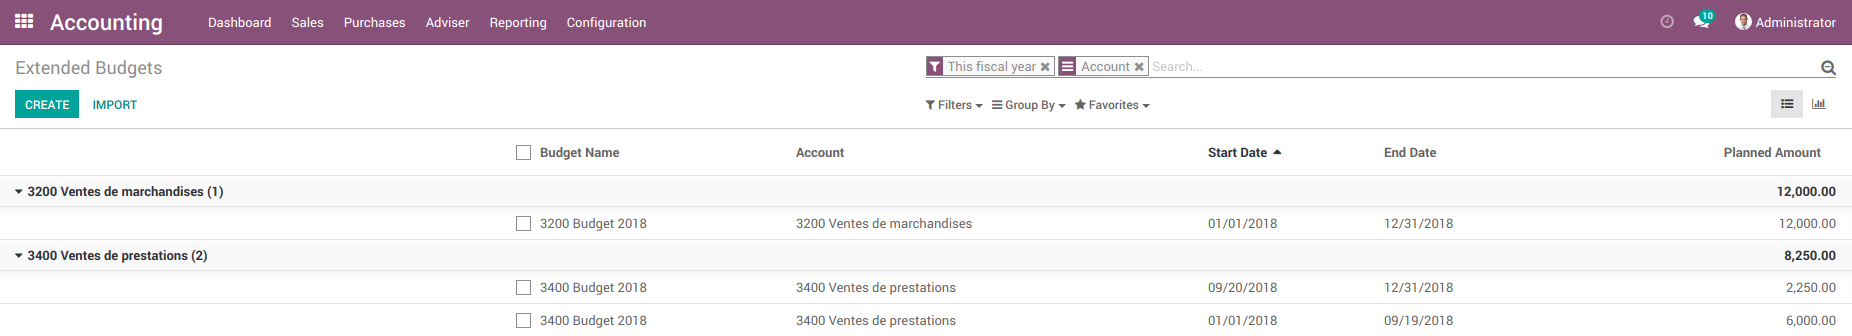 Accounting Dashboard Sales Purchases Adviser Reporting Configuration 10 Administrator
Extended Budgets This fiscal year Account Search...
CREATE IMPORT Filters Group By Favorites
Budget Name Account Start Date End Date Planned Amount
3200 Ventes de marchandises (1) 12,000.00
3200 Budget 2018 3200 Ventes de marchandises 01/01/2018 12/31/2018 12,000.00
3400 Ventes de prestations (2) 8,250.00
3400 Budget 2018 3400 Ventes de prestations 09/20/2018 12/31/2018 2,250.00
3400 Budget 2018 3400 Ventes de prestations 01/01/2018 09/19/2018 6,000.00